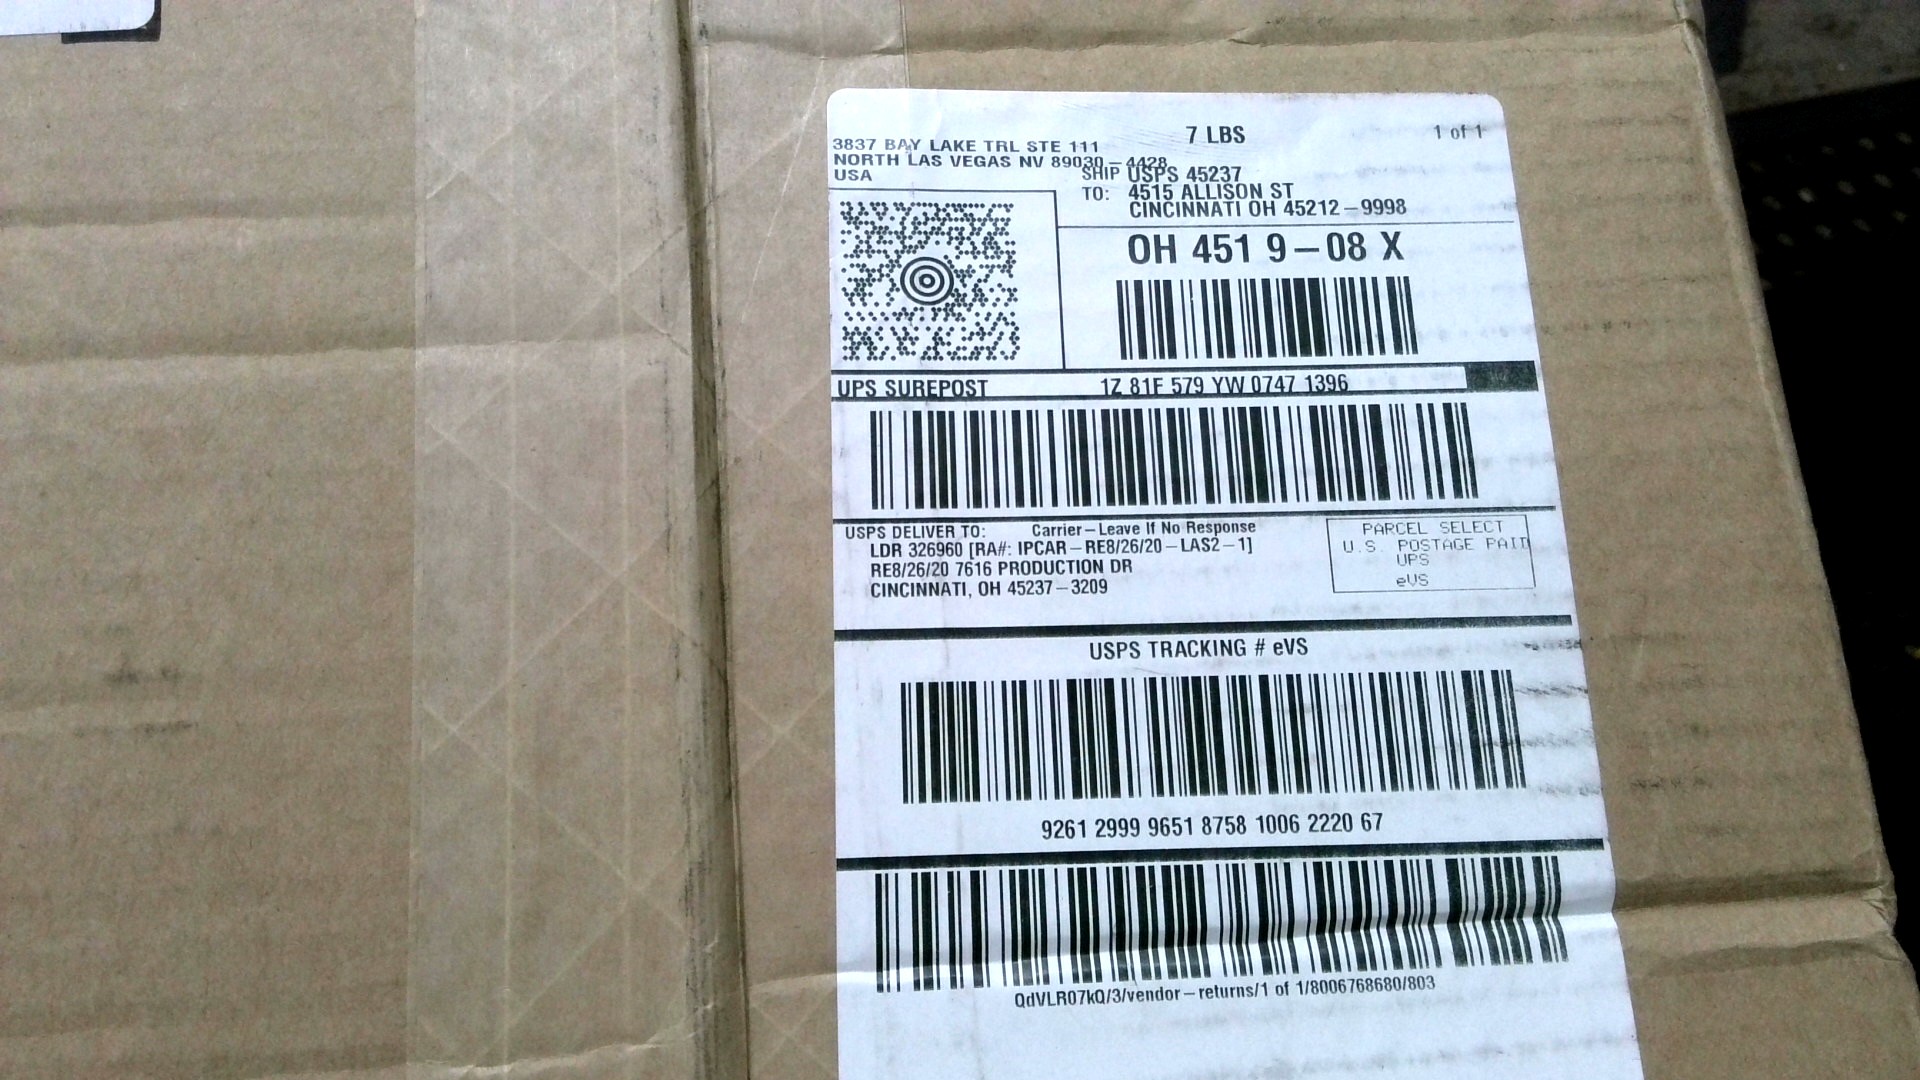 7 LBS
1 of 1
3837 BAY LAKE TRL STE 111
NORTH LAS VEGAS NV 89030-4428
USA
SHIP TO:
USPS 45237
4515 ALLISON ST
CINCINNATI OH 45212-9998
OH 451 9-08 X
UPS SUREPOST
1Z 81F 579 YW 0747 1396
USPS DELIVER TO: Carrier-Leave If No Response
LDR 326960 [RA#: IPCAR-RE8/26/20-LAS2-1]
RE8/26/20 7616 PRODUCTION DR
CINCINNATI, OH 45237-3209
PARCEL SELECT
U.S. POSTAGE PAID
UPS
eVS
USPS TRACKING # eVS
9261 2999 9651 8758 1006 2220 67
QdVLR07kQ/3/vendor-returns/1 of 1/8006768680/803